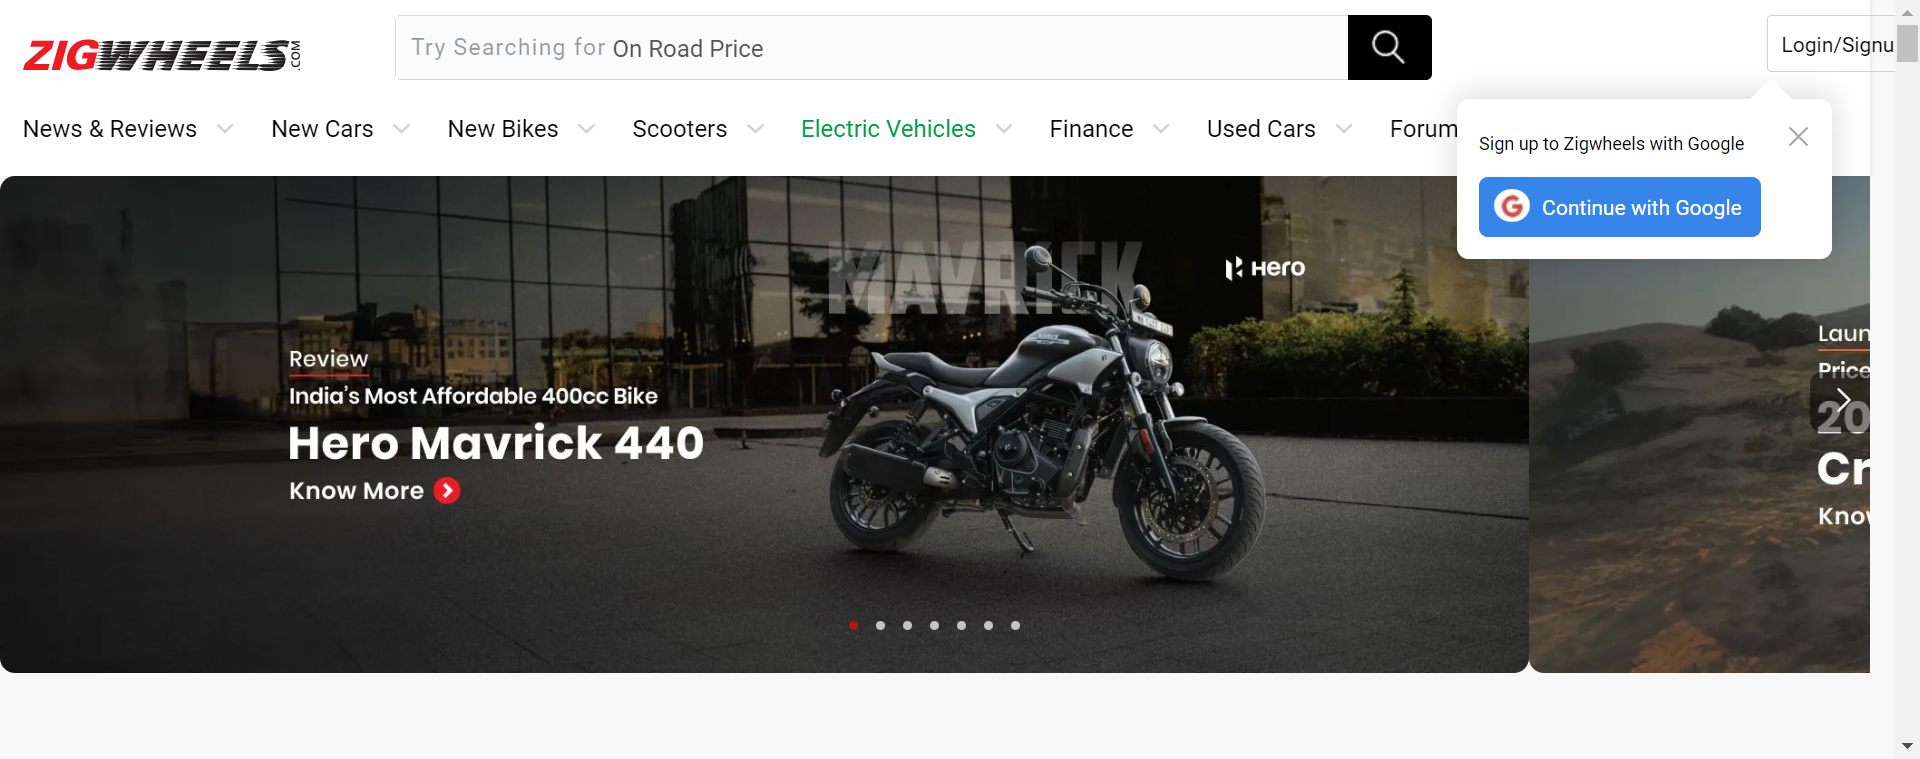 ZIGWHEELS.COM
Try Searching for On Road Price
Login/Signu
News & Reviews
New Cars
New Bikes
Scooters
Electric Vehicles
Finance
Used Cars
Forum
Sign up to Zigwheels with Google
G Continue with Google
MAVRICK
Hero
Review
India's Most Affordable 400cc Bike
Hero Mavrick 440
Know More
Laun
Price
20
Cr
Know